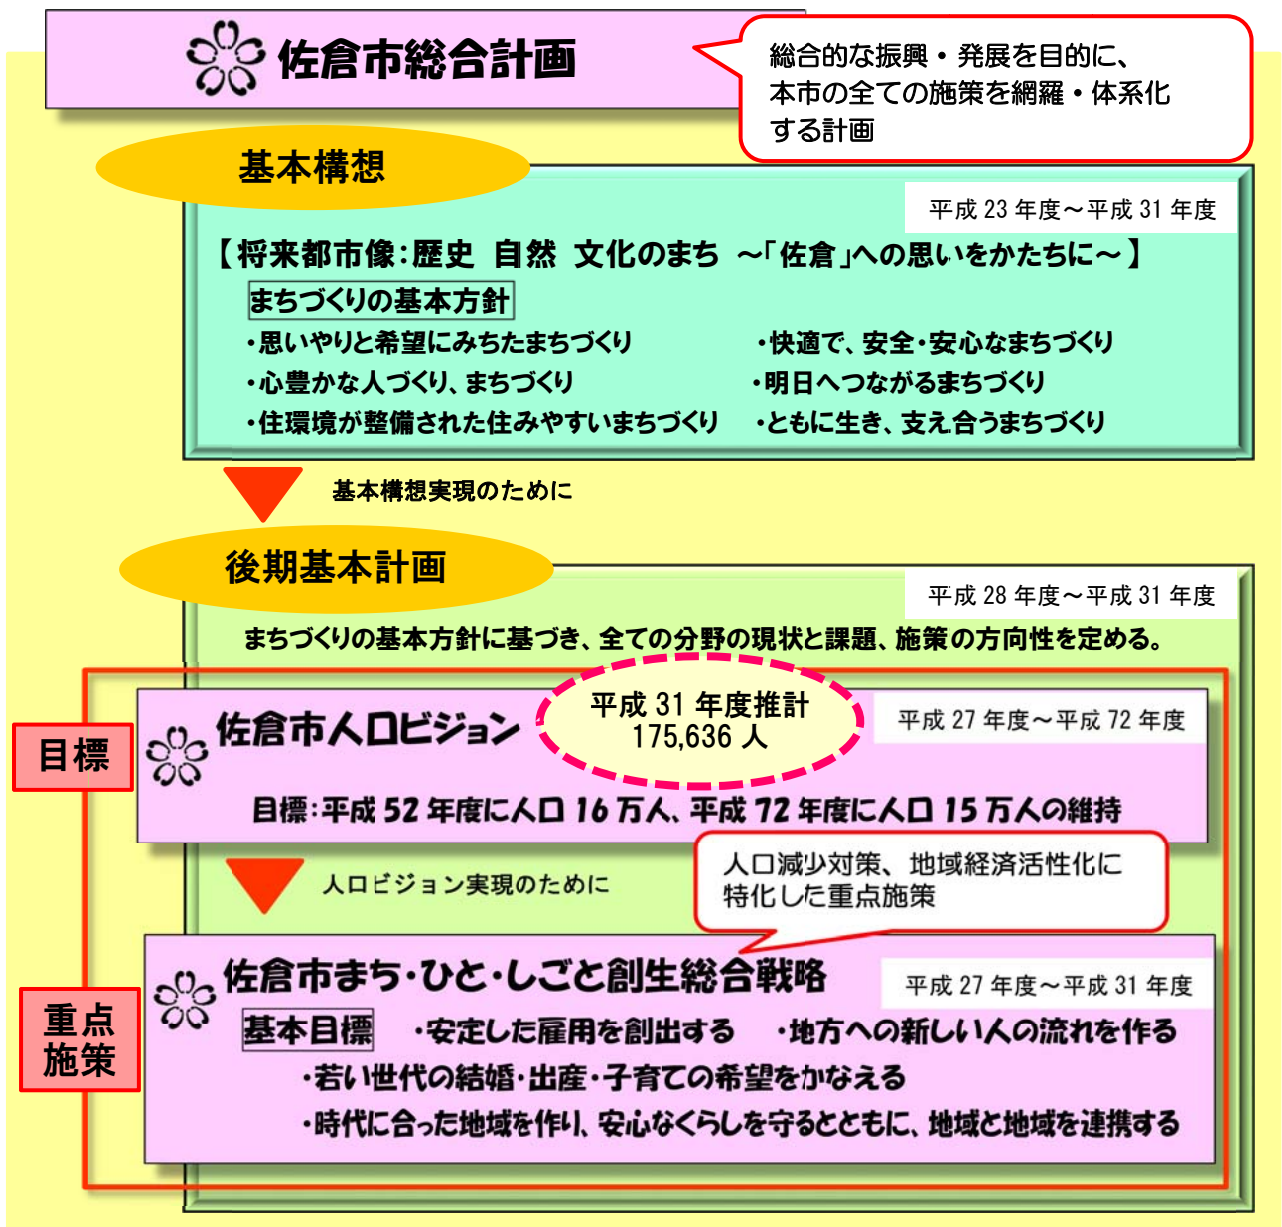 佐倉市総合計画
総合的な振興・発展を目的に、
本市の全ての施策を網羅・体系化
する計画
基本構想
平成 23 年度～平成 31 年度
【将来都市像：歴史 自然 文化のまち ～「佐倉」への思いをかたちに～】
まちづくりの基本方針
・思いやりと希望にみちたまちづくり
・快適で、安全・安心なまちづくり
・心豊かな人づくり、まちづくり
・明日へつながるまちづくり
・住環境が整備された住みやすいまちづくり
・ともに生き、支え合うまちづくり
基本構想実現のために
後期基本計画
平成 28 年度～平成 31 年度
まちづくりの基本方針に基づき、全ての分野の現状と課題、施策の方向性を定める。
目標
佐倉市人口ビジョン
平成 31 年度推計
175,636 人
平成 27 年度～平成 72 年度
目標：平成 52 年度に人口 16 万人、平成 72 年度に人口 15 万人の維持
人口ビジョン実現のために
人口減少対策、地域経済活性化に
特化した重点施策
重点
施策
佐倉市まち・ひと・しごと創生総合戦略
平成 27 年度～平成 31 年度
基本目標
・安定した雇用を創出する
・地方への新しい人の流れを作る
・若い世代の結婚・出産・子育ての希望をかなえる
・時代に合った地域を作り、安心なくらしを守るとともに、地域と地域を連携する